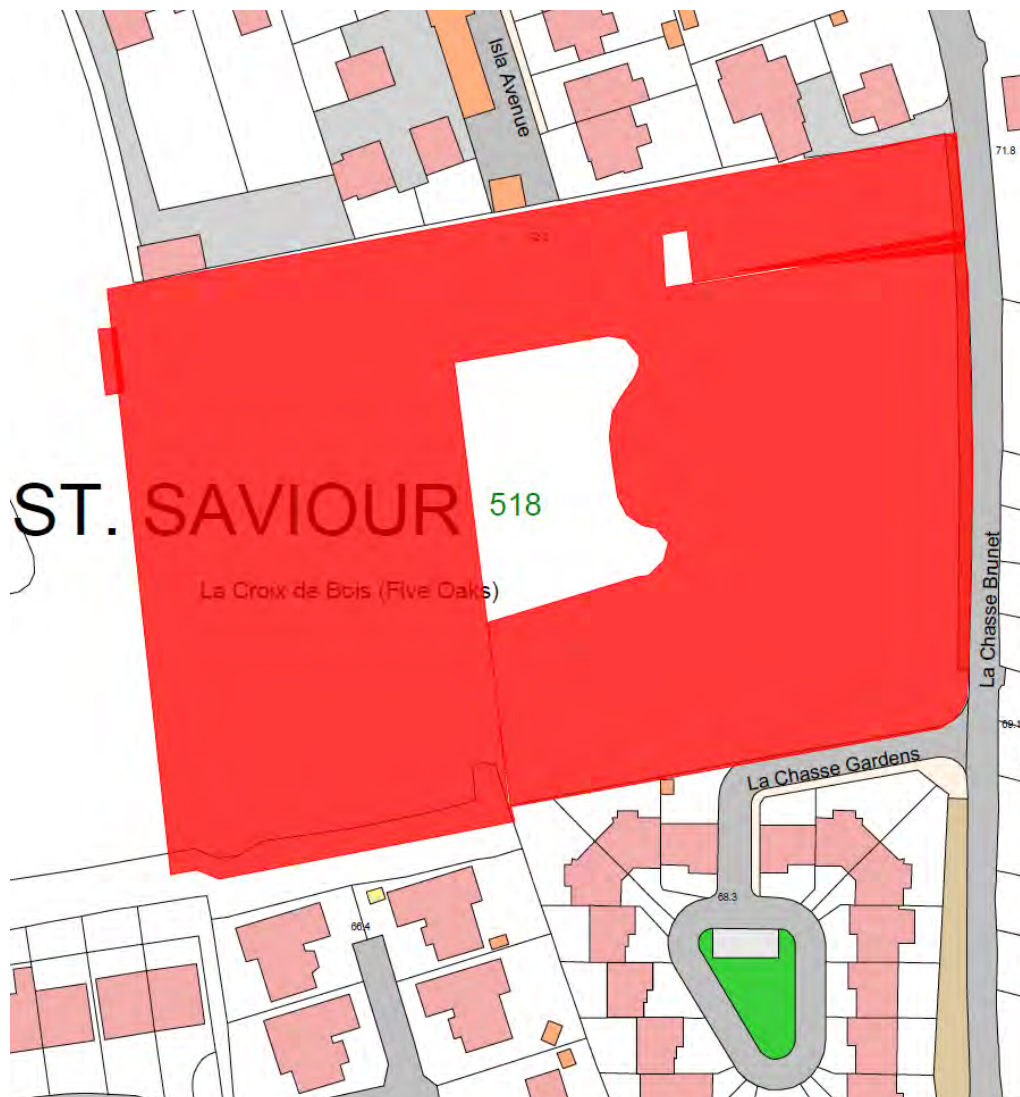 Isla Avenue
71.8
ST. SAVIOUR
518
La Croix de Bois (Five Oaks)
La Chasse Brunet
La Chasse Gardens
68.3
66.4